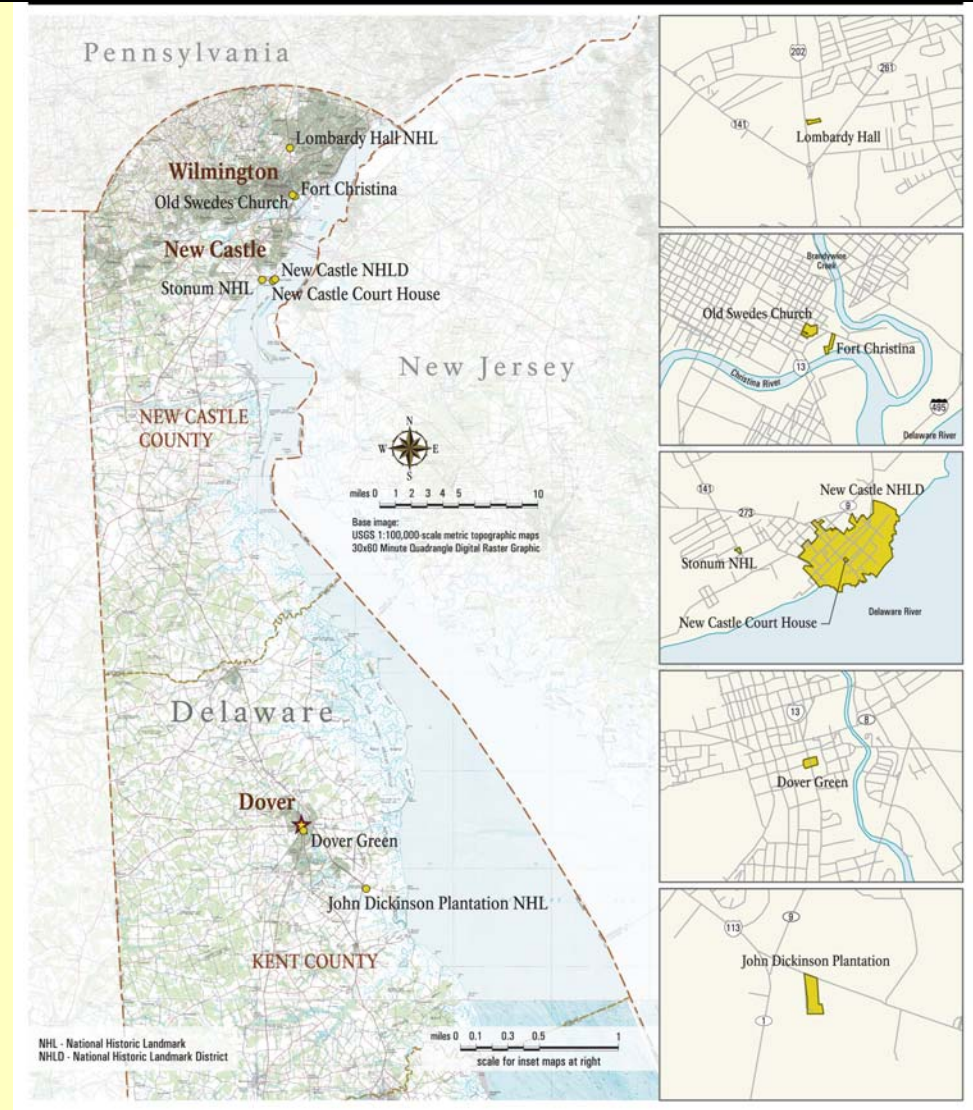 Pennsylvania
Lombardy Hall NHL
Wilmington
Fort Christina
Old Swedes Church
New Castle
New Castle NHLD
Stonum NHL
New Castle Court House
New Jersey
NEW CASTLE
COUNTY
N
W E
S
miles 0 1 2 3 4 5 10
Base image:
USGS 1:100,000-scale metric topographic maps
30x60 Minute Quadrangle Digital Raster Graphic
Delaware
Dover
Dover Green
John Dickinson Plantation NHL
KENT COUNTY
NHL - National Historic Landmark
NHLD - National Historic Landmark District
miles 0 0.1 0.3 0.5 1
scale for inset maps at right
202
261
141
Lombardy Hall
Brandywine
Creek
Old Swedes Church
Fort Christina
13
Christina River
495
Delaware River
141
New Castle NHLD
9
273
Stonum NHL
New Castle Court House
Delaware River
13
8
Dover Green
9
113
John Dickinson Plantation
1